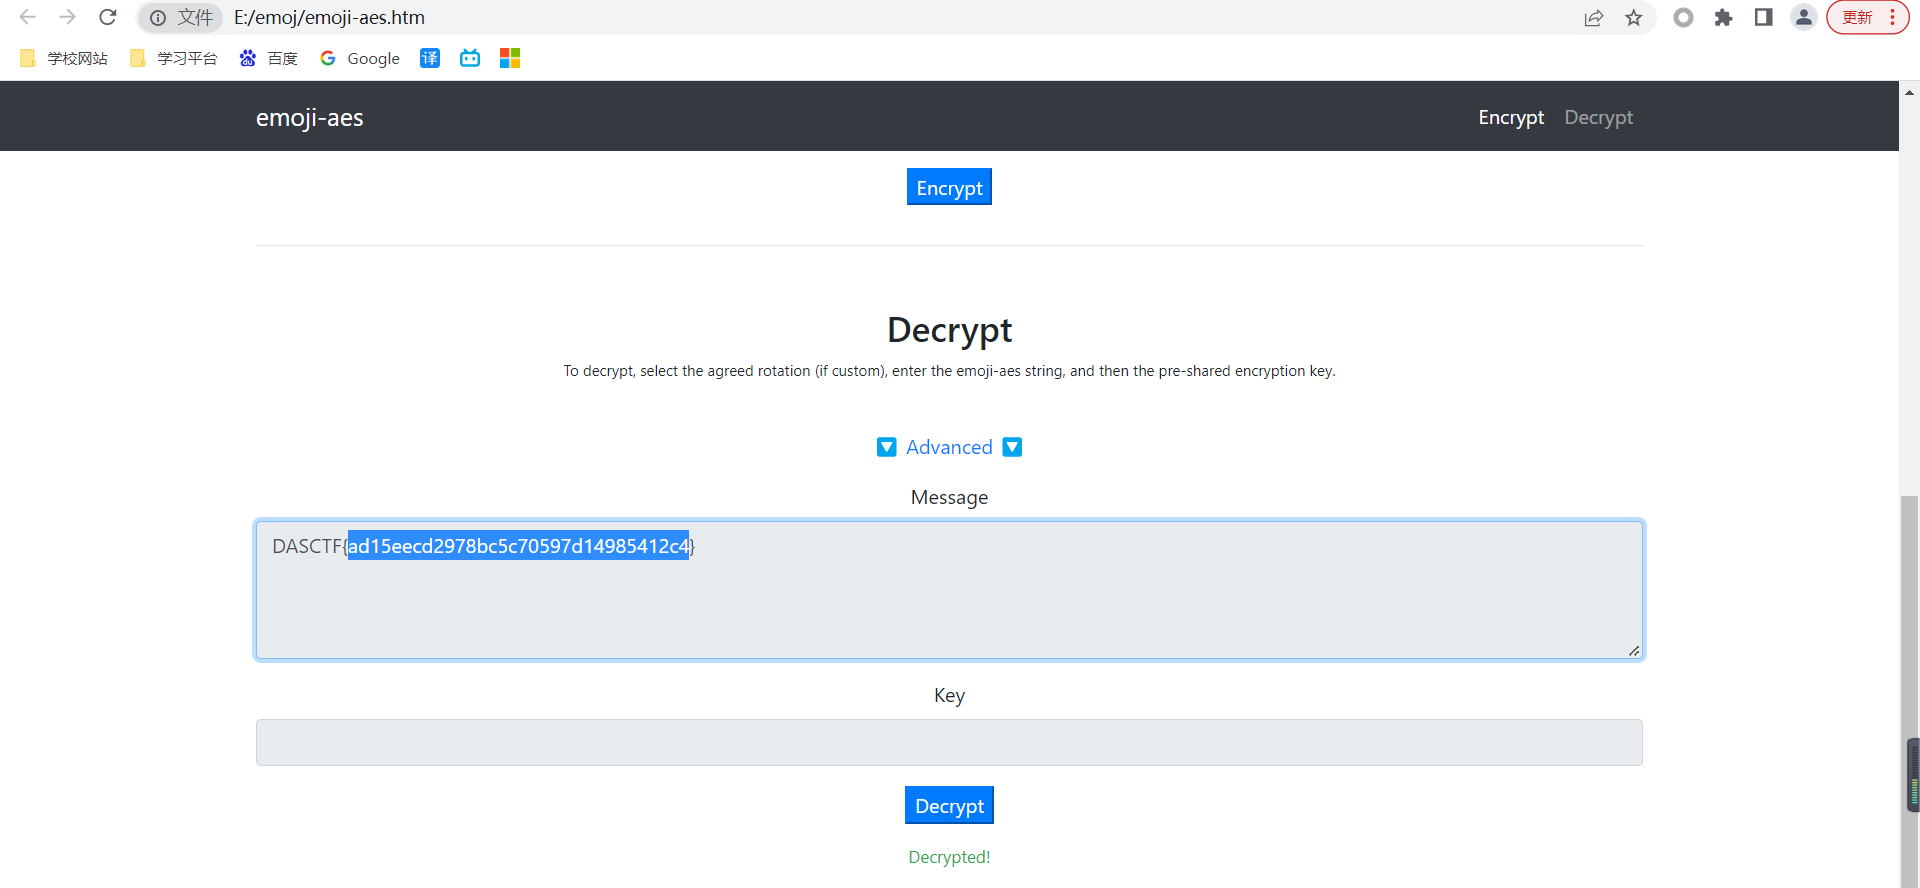 文件 E:/emoj/emoji-aes.htm 更新
学校网站 学习平台 百度 Google 译
emoji-aes Encrypt Decrypt
Encrypt
Decrypt
To decrypt, select the agreed rotation (if custom), enter the emoji-aes string, and then the pre-shared encryption key.
Advanced
Message
DASCTF{ad15eecd2978bc5c70597d14985412c4}
Key
Decrypt
Decrypted!